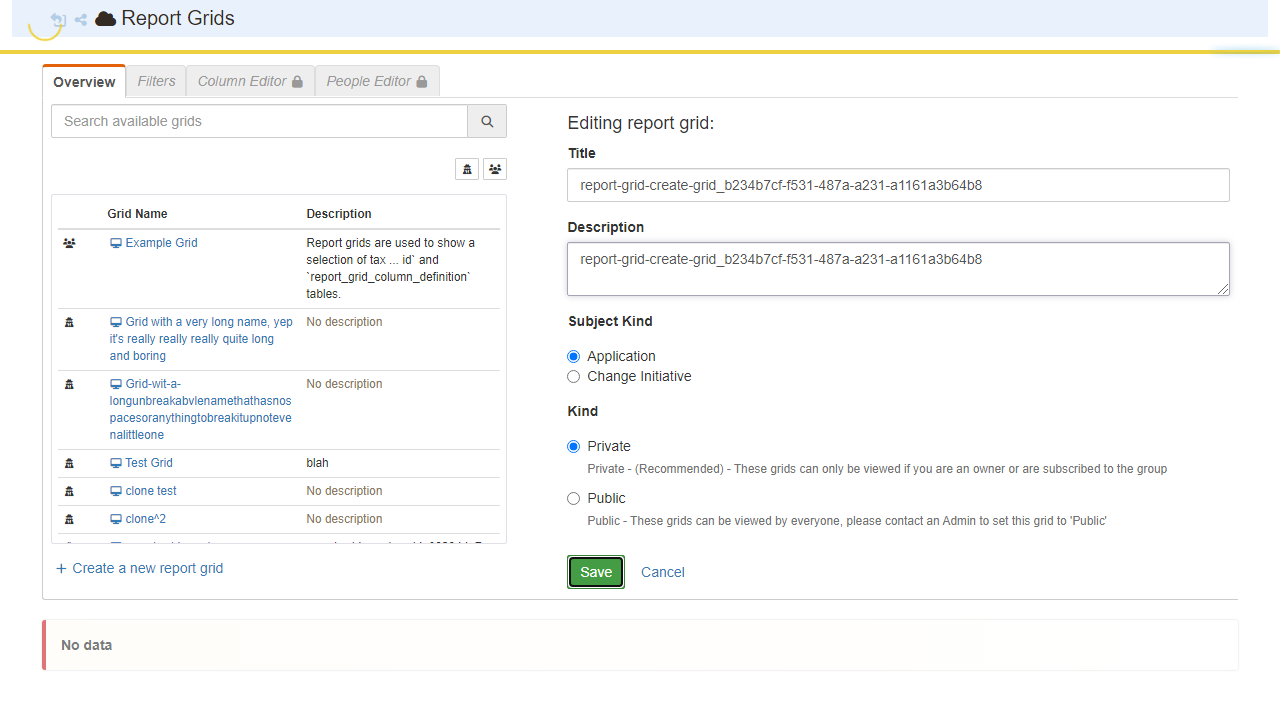 Report Grids
Overview
Filters
Column Editor
People Editor
Search available grids
Grid Name
Description
Example Grid
Report grids are used to show a
selection of tax ... id` and
`report_grid_column_definition`
tables.
Grid with a very long name, yep
it's really really really quite long
and boring
No description
Grid-wit-a-
longunbreakabvlenamethathasnos
pacesoranythingtobreakitupnoteve
nalittleone
No description
Test Grid
blah
clone test
No description
clone^2
No description
+ Create a new report grid
Editing report grid:
Title
report-grid-create-grid_b234b7cf-f531-487a-a231-a1161a3b64b8
Description
report-grid-create-grid_b234b7cf-f531-487a-a231-a1161a3b64b8
Subject Kind
Application
Change Initiative
Kind
Private
Private - (Recommended) - These grids can only be viewed if you are an owner or are subscribed to the group
Public
Public - These grids can be viewed by everyone, please contact an Admin to set this grid to 'Public'
Save
Cancel
No data